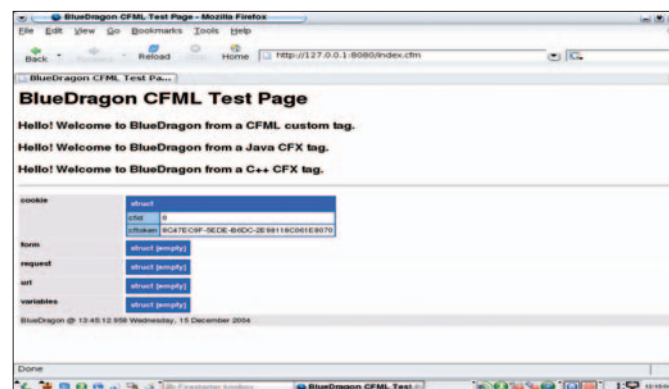 BlueDragon CFML Test Page - Mozilla Firefox
File Edit View Go Bookmarks Tools Help
Back Reload Home http://127.0.0.1:8080/index.cfm
BlueDragon CFML Test Pa...
BlueDragon CFML Test Page
Hello! Welcome to BlueDragon from a CFML custom tag.
Hello! Welcome to BlueDragon from a Java CFX tag.
Hello! Welcome to BlueDragon from a C++ CFX tag.
cookie struct
cfid 0
cftoken
form struct [empty]
request struct [empty]
url struct [empty]
variables struct [empty]
BlueDragon @ 13:45:12.958 Wednesday, 15 December 2004
Done
BlueDragon CFML Test